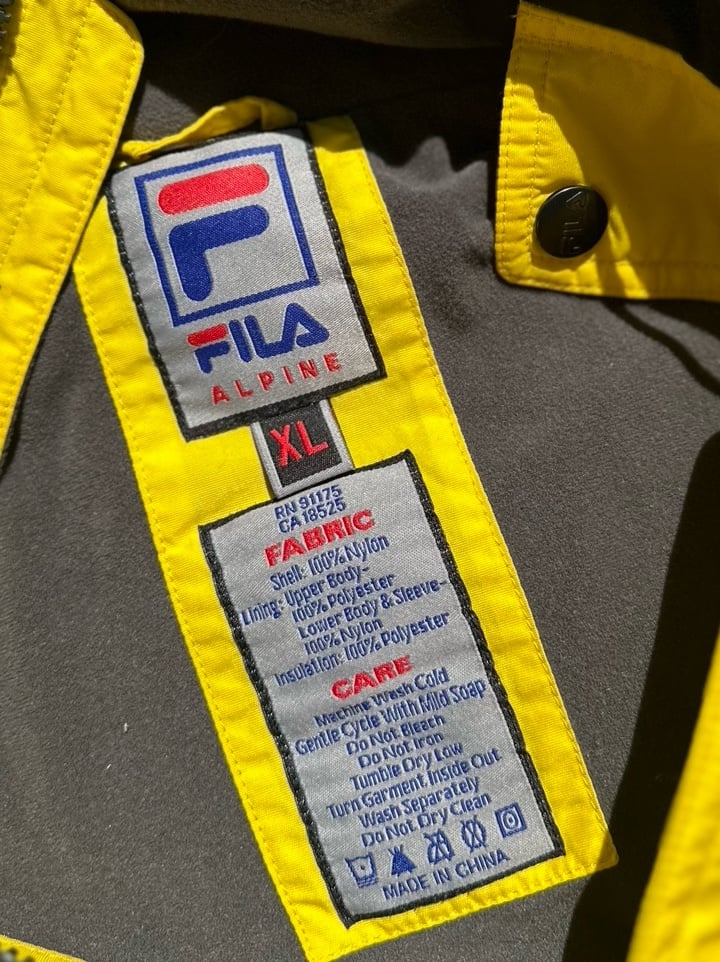 FILA
ALPINE
FILA
XL
RN 91175
CA 18525
FABRIC
Shell: 100% Nylon
Lining: Upper Body-
100% Polyester
Lower Body & Sleeve-
100% Nylon
Insulation: 100% Polyester
CARE
Machine Wash Cold
Gentle Cycle With Mild Soap
Do Not Bleach
Do Not Iron
Tumble Dry Low
Turn Garment Inside Out
Wash Separately
Do Not Dry Clean
MADE IN CHINA